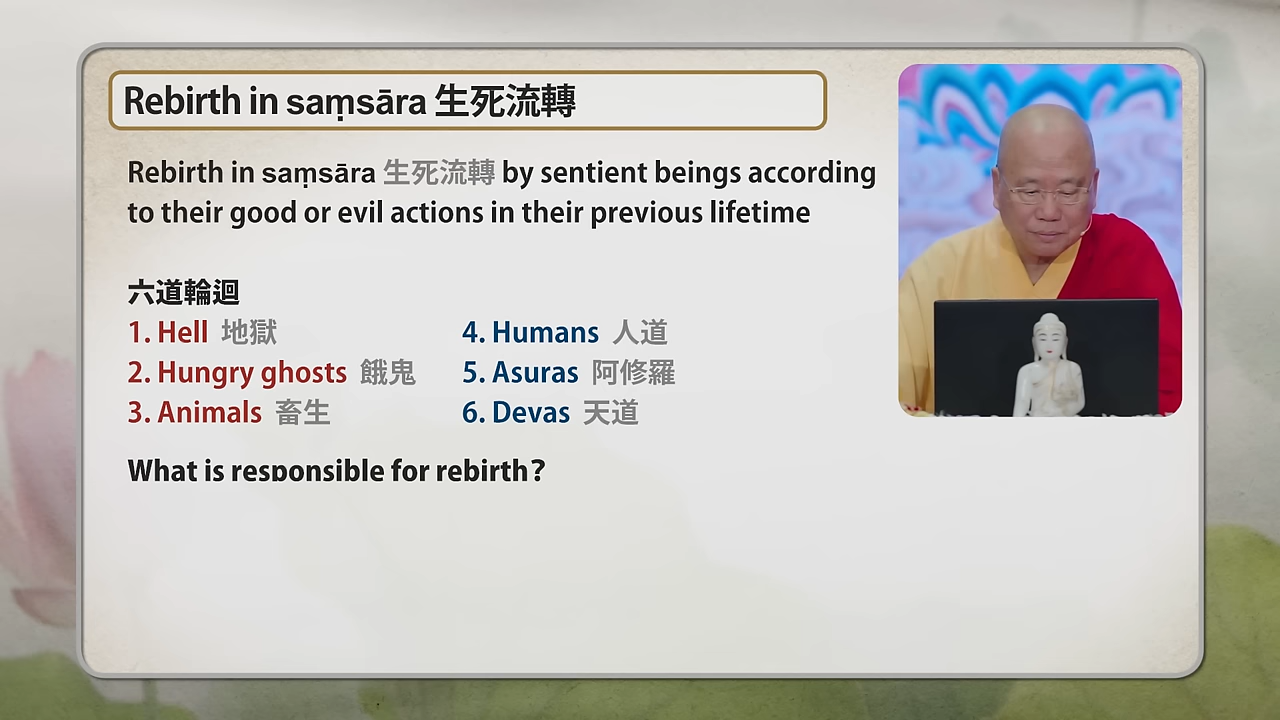 Rebirth in saṃsāra 生死流轉
Rebirth in saṃsāra 生死流轉 by sentient beings according
to their good or evil actions in their previous lifetime
六道輪迴
1. Hell 地獄
2. Hungry ghosts 餓鬼
3. Animals 畜生
4. Humans 人道
5. Asuras 阿修羅
6. Devas 天道
What is responsible for rebirth?